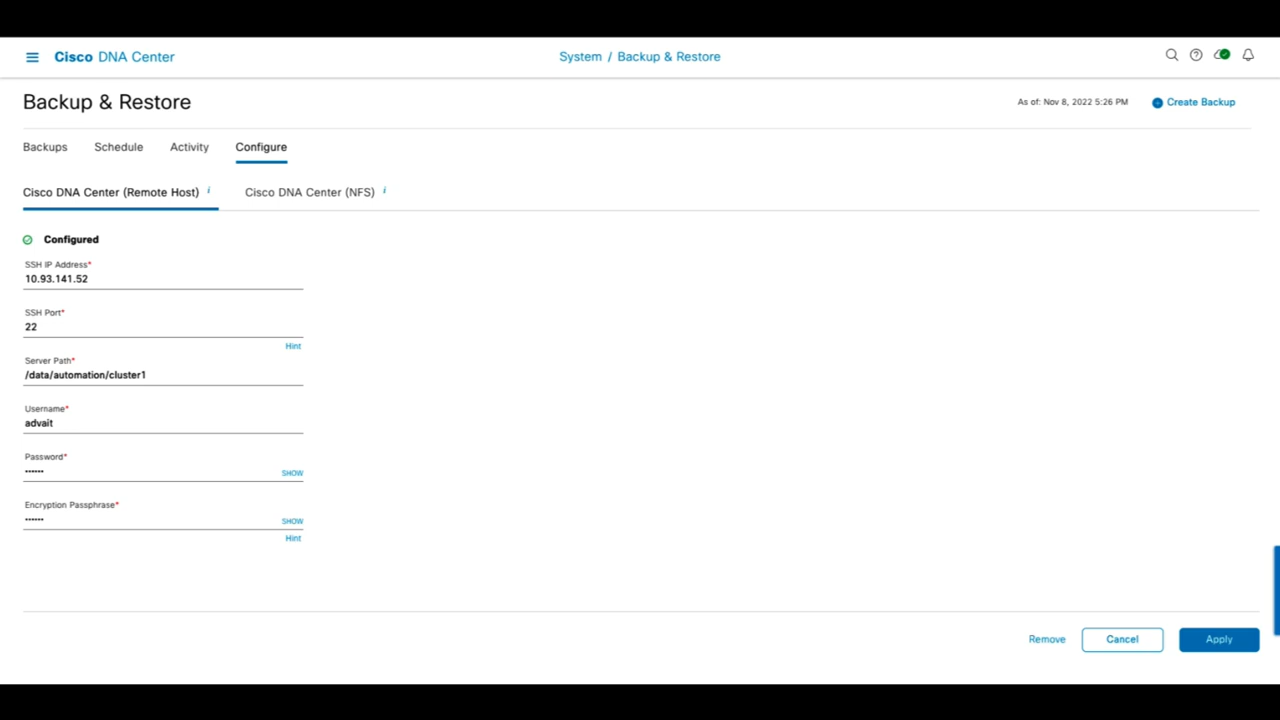 Cisco DNA Center
System / Backup & Restore
Backup & Restore
As of: Nov 8, 2022 5:26 PM
Create Backup
Backups Schedule Activity Configure
Cisco DNA Center (Remote Host) i Cisco DNA Center (NFS) i
Configured
SSH IP Address*
10.93.141.52
SSH Port*
22
Hint
Server Path*
/data/automation/cluster1
Username*
advait
Password*
•••••• SHOW
Encryption Passphrase*
•••••• SHOW
Hint
Remove Cancel Apply